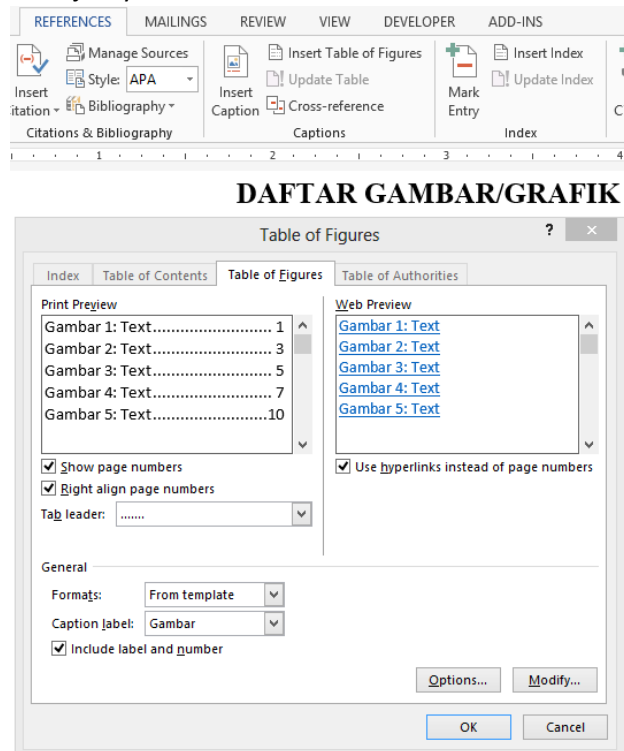 REFERENCES MAILINGS REVIEW VIEW DEVELOPER ADD-INS
Manage Sources
Style: APA
Bibliography
Insert
Citation
Citations & Bibliography
Insert
Caption
Insert Table of Figures
Update Table
Cross-reference
Captions
Mark
Entry
Insert Index
Update Index
Index
1 2 3 4
DAFTAR GAMBAR/GRAFIK
Table of Figures ? ×
Index Table of Contents Table of Figures Table of Authorities
Print Preview
Gambar 1: Text........................... 1
Gambar 2: Text........................... 3
Gambar 3: Text........................... 5
Gambar 4: Text........................... 7
Gambar 5: Text..........................10
Web Preview
Gambar 1: Text
Gambar 2: Text
Gambar 3: Text
Gambar 4: Text
Gambar 5: Text
Show page numbers
Right align page numbers
Tab leader: .......
Use hyperlinks instead of page numbers
General
Formats: From template
Caption label: Gambar
Include label and number
Options... Modify...
OK Cancel